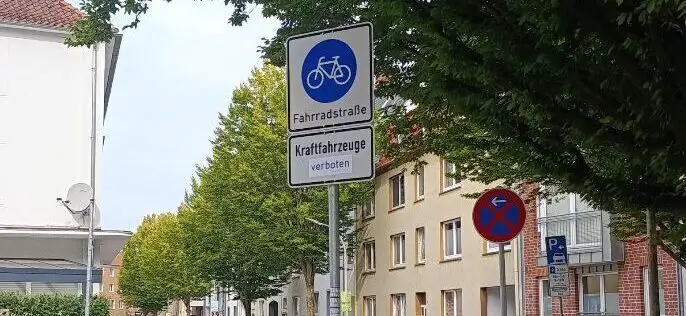 Fahrradstraße
Kraftfahrzeuge
verboten
P